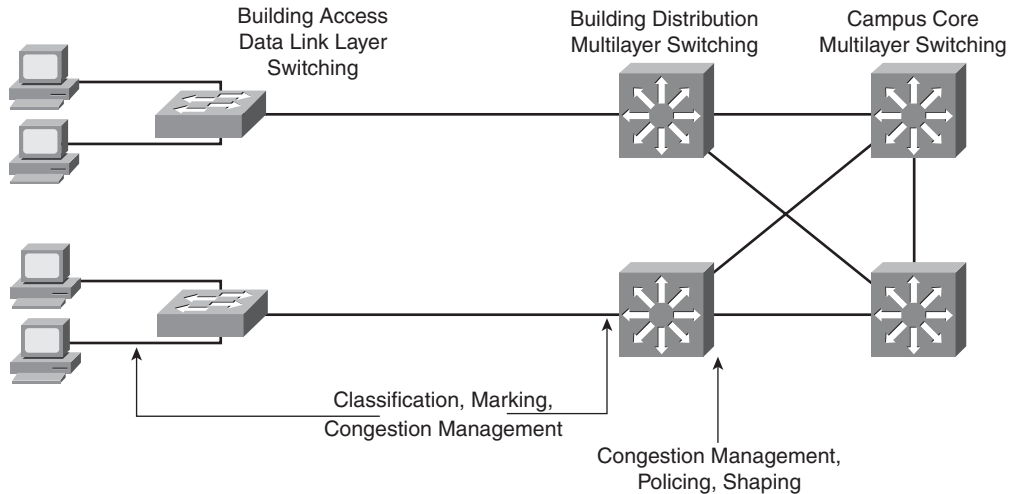 Building Access
Data Link Layer
Switching
Building Distribution
Multilayer Switching
Campus Core
Multilayer Switching
Classification, Marking,
Congestion Management
Congestion Management,
Policing, Shaping